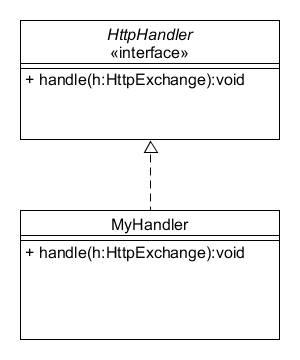 HttpHandler
«interface»
+ handle(h:HttpExchange):void
MyHandler
+ handle(h:HttpExchange):void